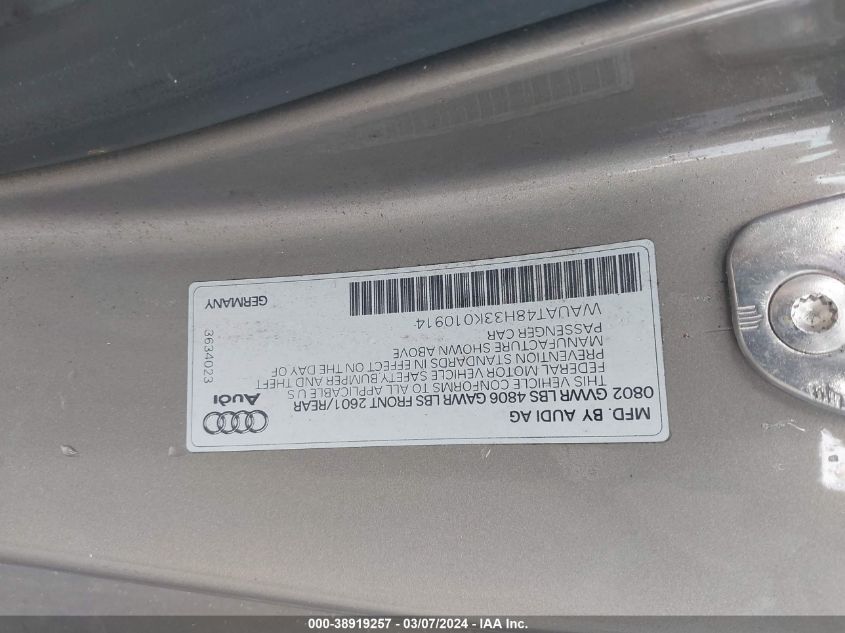 MFD. BY AUDI AG
0802 GVWR LBS 4806 GAWR LBS FRONT 2601/REAR
THIS VEHICLE CONFORMS TO ALL APPLICABLE U S
FEDERAL MOTOR VEHICLE SAFETY BUMPER AND THEFT
PREVENTION STANDARDS IN EFFECT ON THE DAY OF
MANUFACTURE SHOWN ABOVE
PASSENGER CAR
WAUAT48H33K010914
Audi
3634023
GERMANY
000-38919257 - 03/07/2024 - © IAA, Inc.